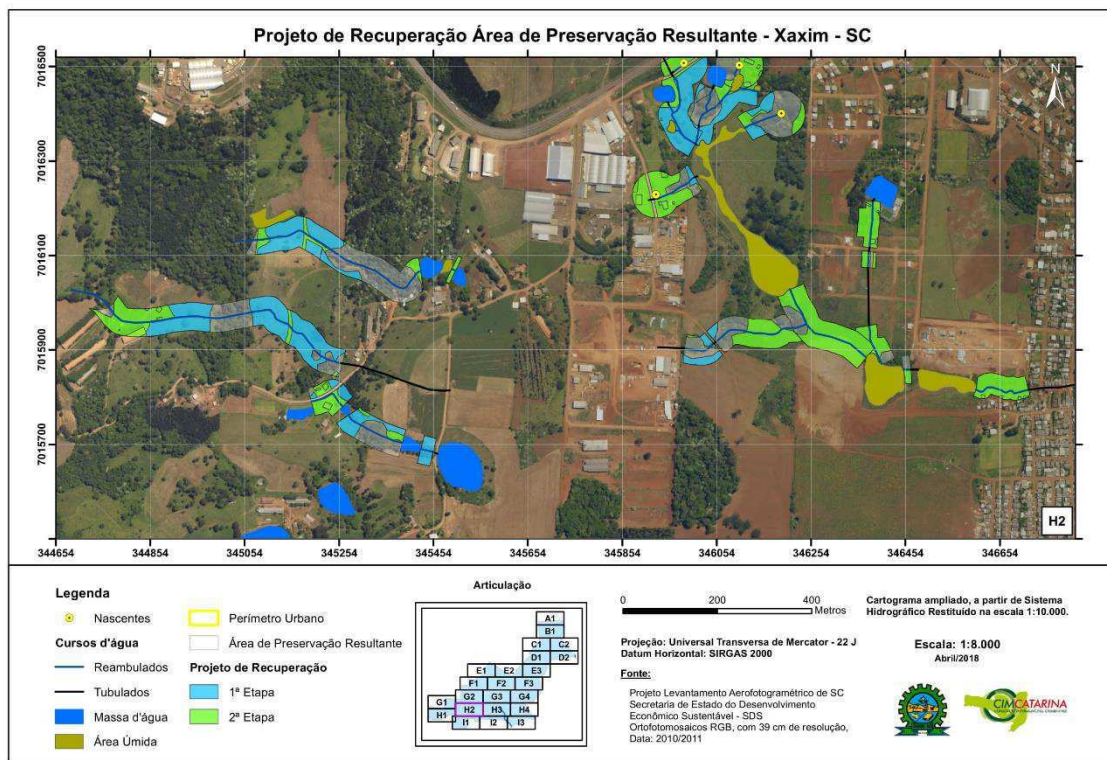 Projeto de Recuperação Área de Preservação Resultante - Xaxim - SC
7016500
7016300
7016100
7015900
7015700
N
H2
344654
344854
345054
345254
345454
345654
345854
346054
346254
346454
346654
Legenda
Nascentes
Cursos d'água
Reambulados
Tubulados
Massa d'água
Área Úmida
Perímetro Urbano
Área de Preservação Resultante
Projeto de Recuperação
1ª Etapa
2ª Etapa
Articulação
A1
B1
C1 C2
D1 D2
E1 E2 E3
F1 F2 F3
G1 G2 G3 G4
H1 H2 H3 H4
I1 I2 I3
0 200 400
Metros
Projeção: Universal Transversa de Mercator - 22 J
Datum Horizontal: SIRGAS 2000
Fonte:
Projeto Levantamento Aerofotogramétrico de SC
Secretaria de Estado do Desenvolvimento
Econômico Sustentável - SDS
Ortofotomosaicos RGB, com 39 cm de resolução,
Data: 2010/2011
Cartograma ampliado, a partir de Sistema
Hidrográfico Restituído na escala 1:10.000.
Escala: 1:8.000
Abril/2018
CIMCATARINA